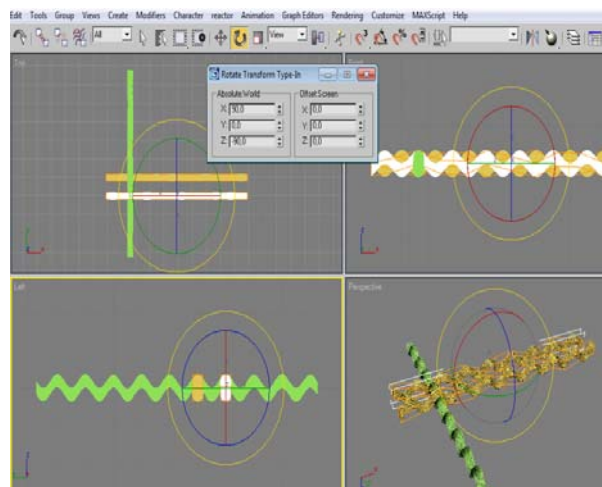 Edit Tools Group Views Create Modifiers Character reactor Animation Graph Editors Rendering Customize MAXScript Help
All
View
Rotate Transform Type-In
Absolute:World
Offset:Screen
X: 90,0
X: 0,0
Y: 0,0
Y: 0,0
Z: -90,0
Z: 0,0
Top
Left
Perspective